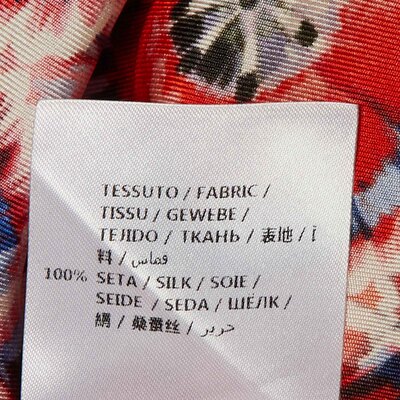 TESSUTO / FABRIC /
TISSU / GEWEBE /
TEJIDO / ТКАНЬ / 表地 /
料 / قماش /
100% SETA / SILK / SOIE /
SEIDE / SEDA / ШЁЛК /
絹 / 桑蚕丝 / حرير /